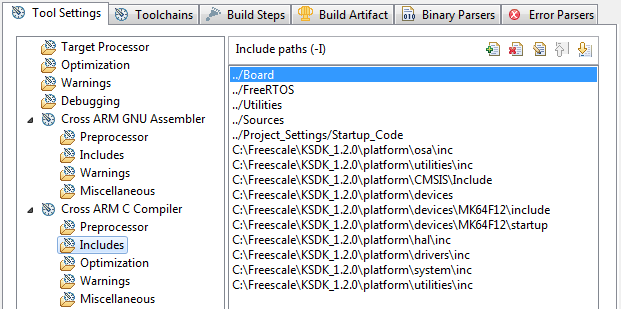 Tool Settings Toolchains Build Steps Build Artifact Binary Parsers Error Parsers
Target Processor
Optimization
Warnings
Debugging
Cross ARM GNU Assembler
Preprocessor
Includes
Warnings
Miscellaneous
Cross ARM C Compiler
Preprocessor
Includes
Optimization
Warnings
Miscellaneous
Include paths (-I)
../Board
../FreeRTOS
../Utilities
../Sources
../Project_Settings/Startup_Code
C:\Freescale\KSDK_1.2.0\platform\osa\inc
C:\Freescale\KSDK_1.2.0\platform\utilities\inc
C:\Freescale\KSDK_1.2.0\platform\CMSIS\Include
C:\Freescale\KSDK_1.2.0\platform\devices
C:\Freescale\KSDK_1.2.0\platform\devices\MK64F12\include
C:\Freescale\KSDK_1.2.0\platform\devices\MK64F12\startup
C:\Freescale\KSDK_1.2.0\platform\hal\inc
C:\Freescale\KSDK_1.2.0\platform\drivers\inc
C:\Freescale\KSDK_1.2.0\platform\system\inc
C:\Freescale\KSDK_1.2.0\platform\utilities\inc